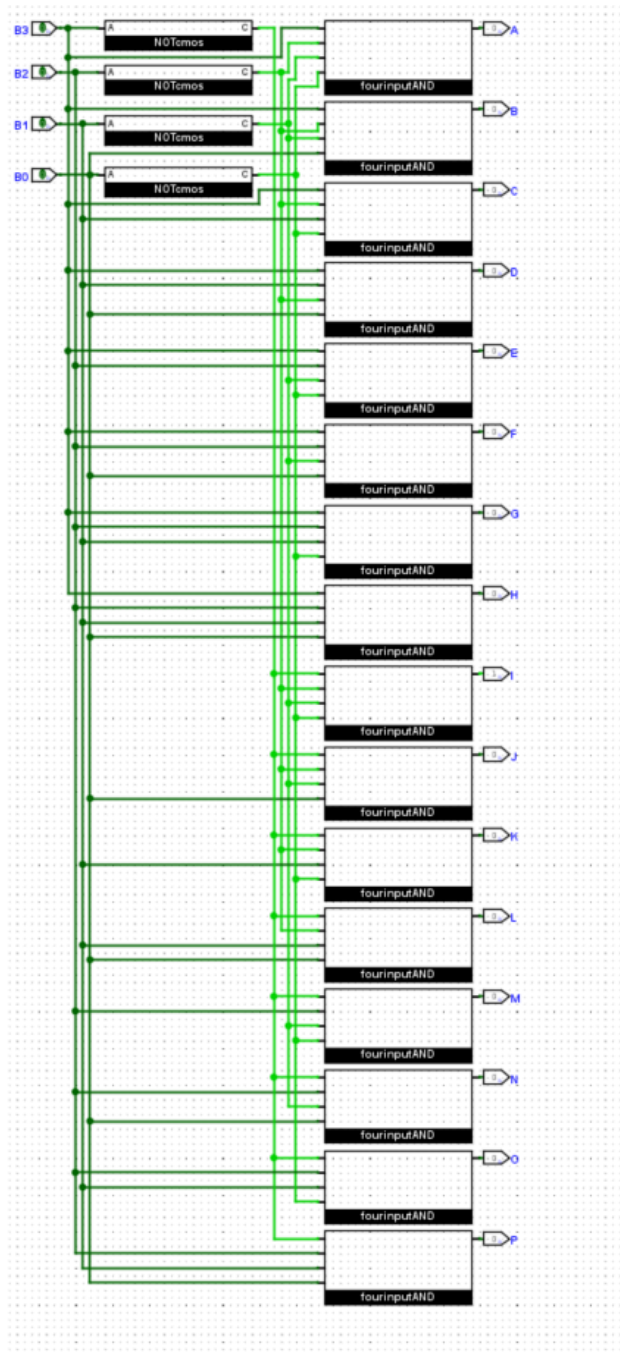 B3 A C A
NOTcmos
B2 A C
NOTcmos fourinputAND
B
B1 A C
NOTcmos
fourinputAND
B0 A C
NOTcmos C
fourinputAND
D
fourinputAND
E
fourinputAND
F
fourinputAND
G
fourinputAND
H
fourinputAND
I
fourinputAND
J
fourinputAND
K
fourinputAND
L
fourinputAND
M
fourinputAND
N
fourinputAND
O
fourinputAND
P
fourinputAND